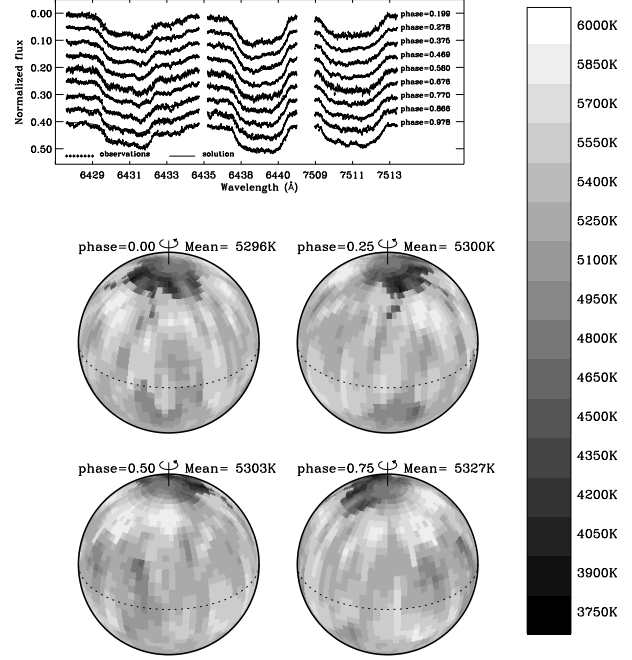 0.00
0.10
0.20
0.30
0.40
0.50
Normalized flux
phase=0.199
phase=0.278
phase=0.375
phase=0.469
phase=0.580
phase=0.676
phase=0.770
phase=0.866
phase=0.978
observations
solution
6429 6431 6433 6435 6438 6440 7509 7511 7513
Wavelength (Å)
phase=0.00 Mean= 5296K
phase=0.25 Mean= 5300K
phase=0.50 Mean= 5303K
phase=0.75 Mean= 5327K
6000K
5850K
5700K
5550K
5400K
5250K
5100K
4950K
4800K
4650K
4500K
4350K
4200K
4050K
3900K
3750K